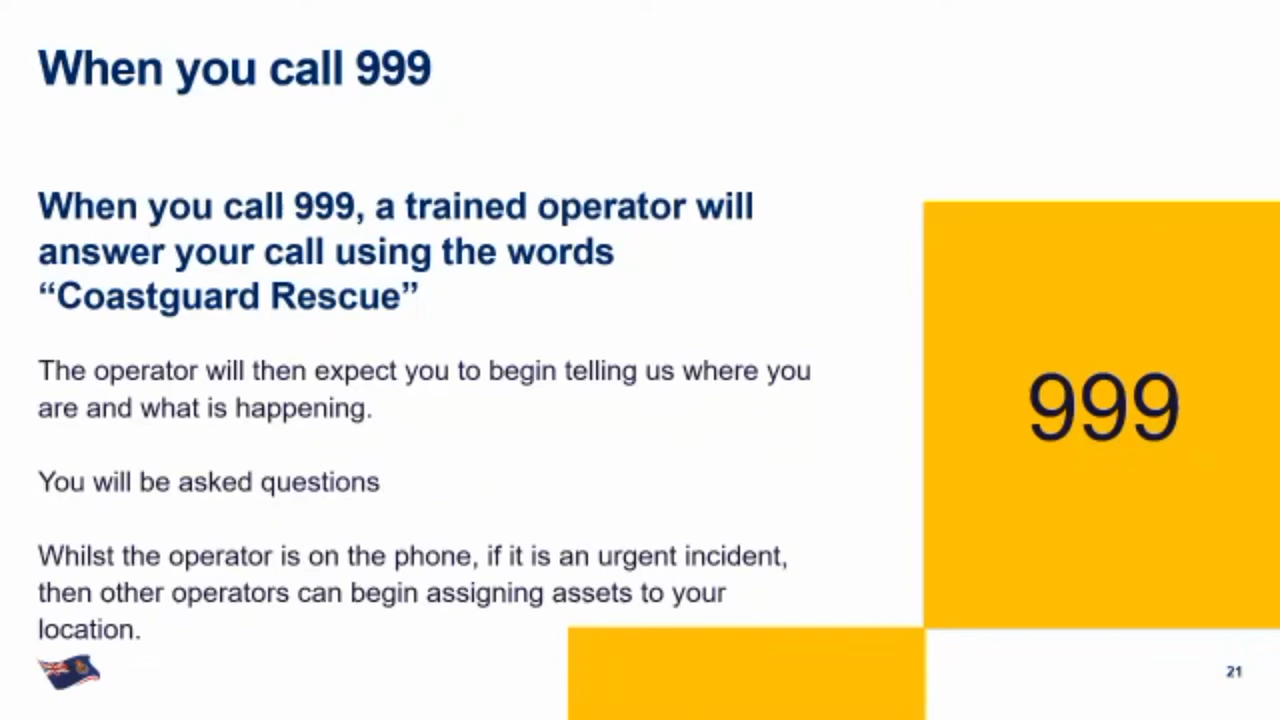 When you call 999
When you call 999, a trained operator will
answer your call using the words
“Coastguard Rescue”
The operator will then expect you to begin telling us where you
are and what is happening.
You will be asked questions
Whilst the operator is on the phone, if it is an urgent incident,
then other operators can begin assigning assets to your
location.
999
21